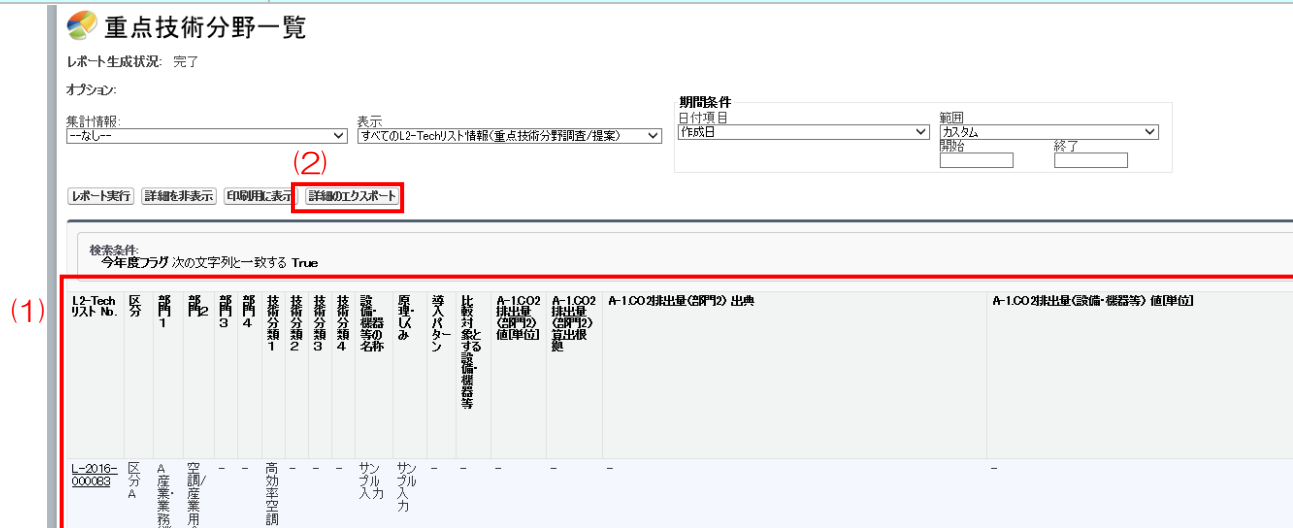 重点技術分野一覧
レポート生成状況: 完了
オプション:
集計情報:
--なし--
表示
すべてのL2-Techリスト情報(重点技術分野調査/提案)
期間条件
日付項目
作成日
範囲
カスタム
開始
終了
(2)
レポート実行
詳細を非表示
印刷用に表示
詳細のエクスポート
検索条件:
今年度フラグ 次の文字列と一致する True
(1)
L2-Tech
リスト No.
区分
部門1
部門2
部門3
部門4
技術分類1
技術分類2
技術分類3
技術分類4
設備・機器等の名称
原理・しくみ
導入パターン
比較対象とする設備・機器等
A-1.CO2
排出量
(部門2)
値[単位]
A-1.CO2
排出量
(部門2)
算出根
拠
A-1.CO2排出量(部門2) 出典
A-1.CO2排出量(設備・機器等) 値[単位]
L-2016-
000083
区分A
A産業・業務
空調/産業用
-
-
高効率空調
-
-
-
サンプル入力
サンプル入力
-
-
-
-
-
-